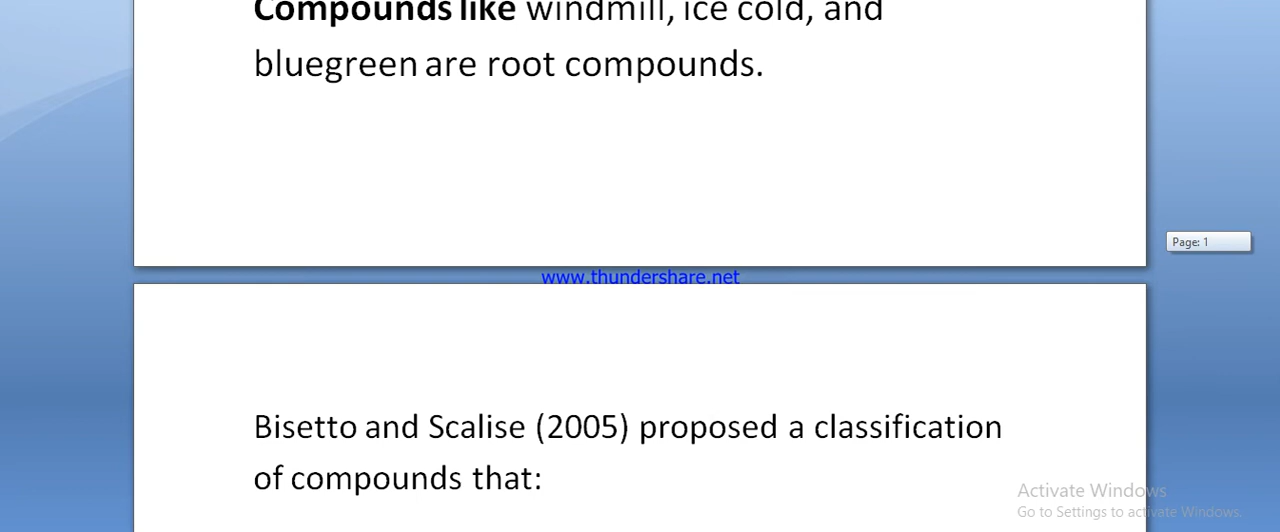 Compounds like windmill, ice cold, and
bluegreen are root compounds.
Page: 1
www.thundershare.net
Bisetto and Scalise (2005) proposed a classification
of compounds that:
Activate Windows
Go to Settings to activate Windows.